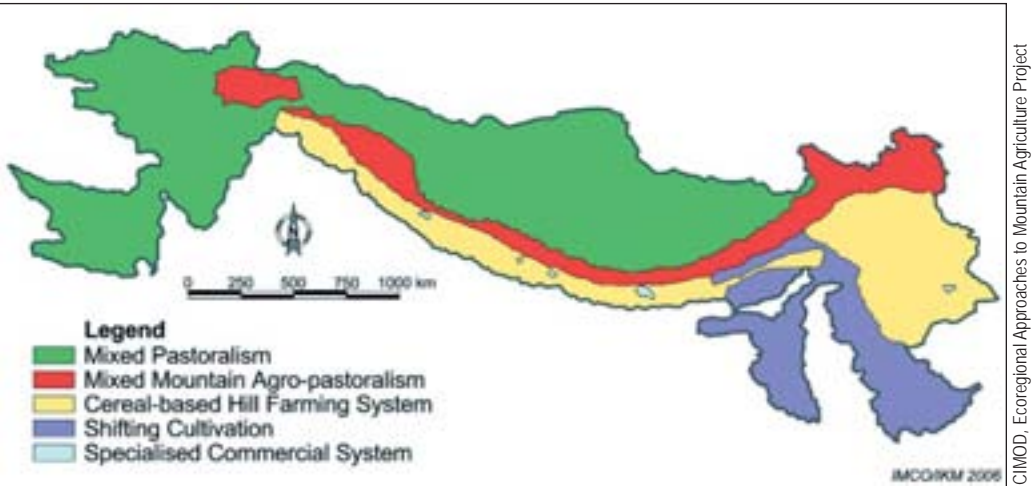 0 250 500 750 1000 km
Legend
Mixed Pastoralism
Mixed Mountain Agro-pastoralism
Cereal-based Hill Farming System
Shifting Cultivation
Specialised Commercial System
IMCG/IKM 2006
CIMOD, Ecoregional Approaches to Mountain Agriculture Project